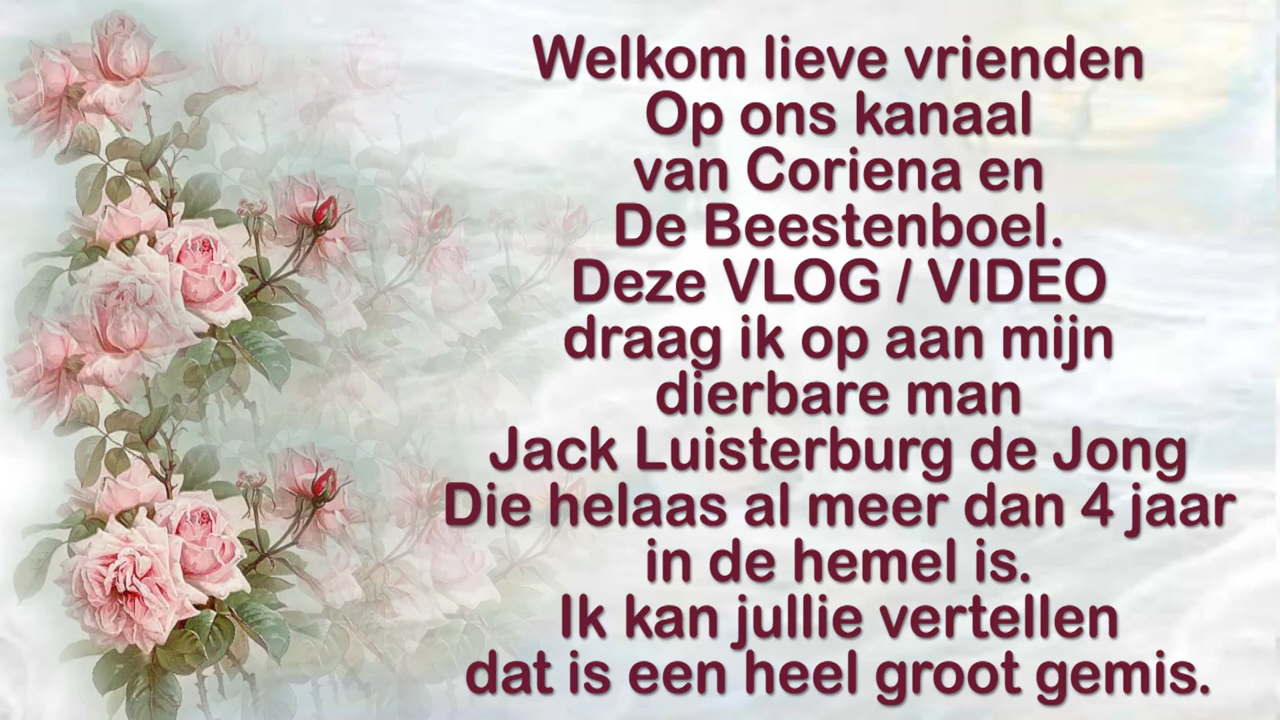 Welkom lieve vrienden
Op ons kanaal
van Coriena en
De Beestenboel.
Deze VLOG / VIDEO
draag ik op aan mijn
dierbare man
Jack Luisterburg de Jong
Die helaas al meer dan 4 jaar
in de hemel is.
Ik kan jullie vertellen
dat is een heel groot gemis.